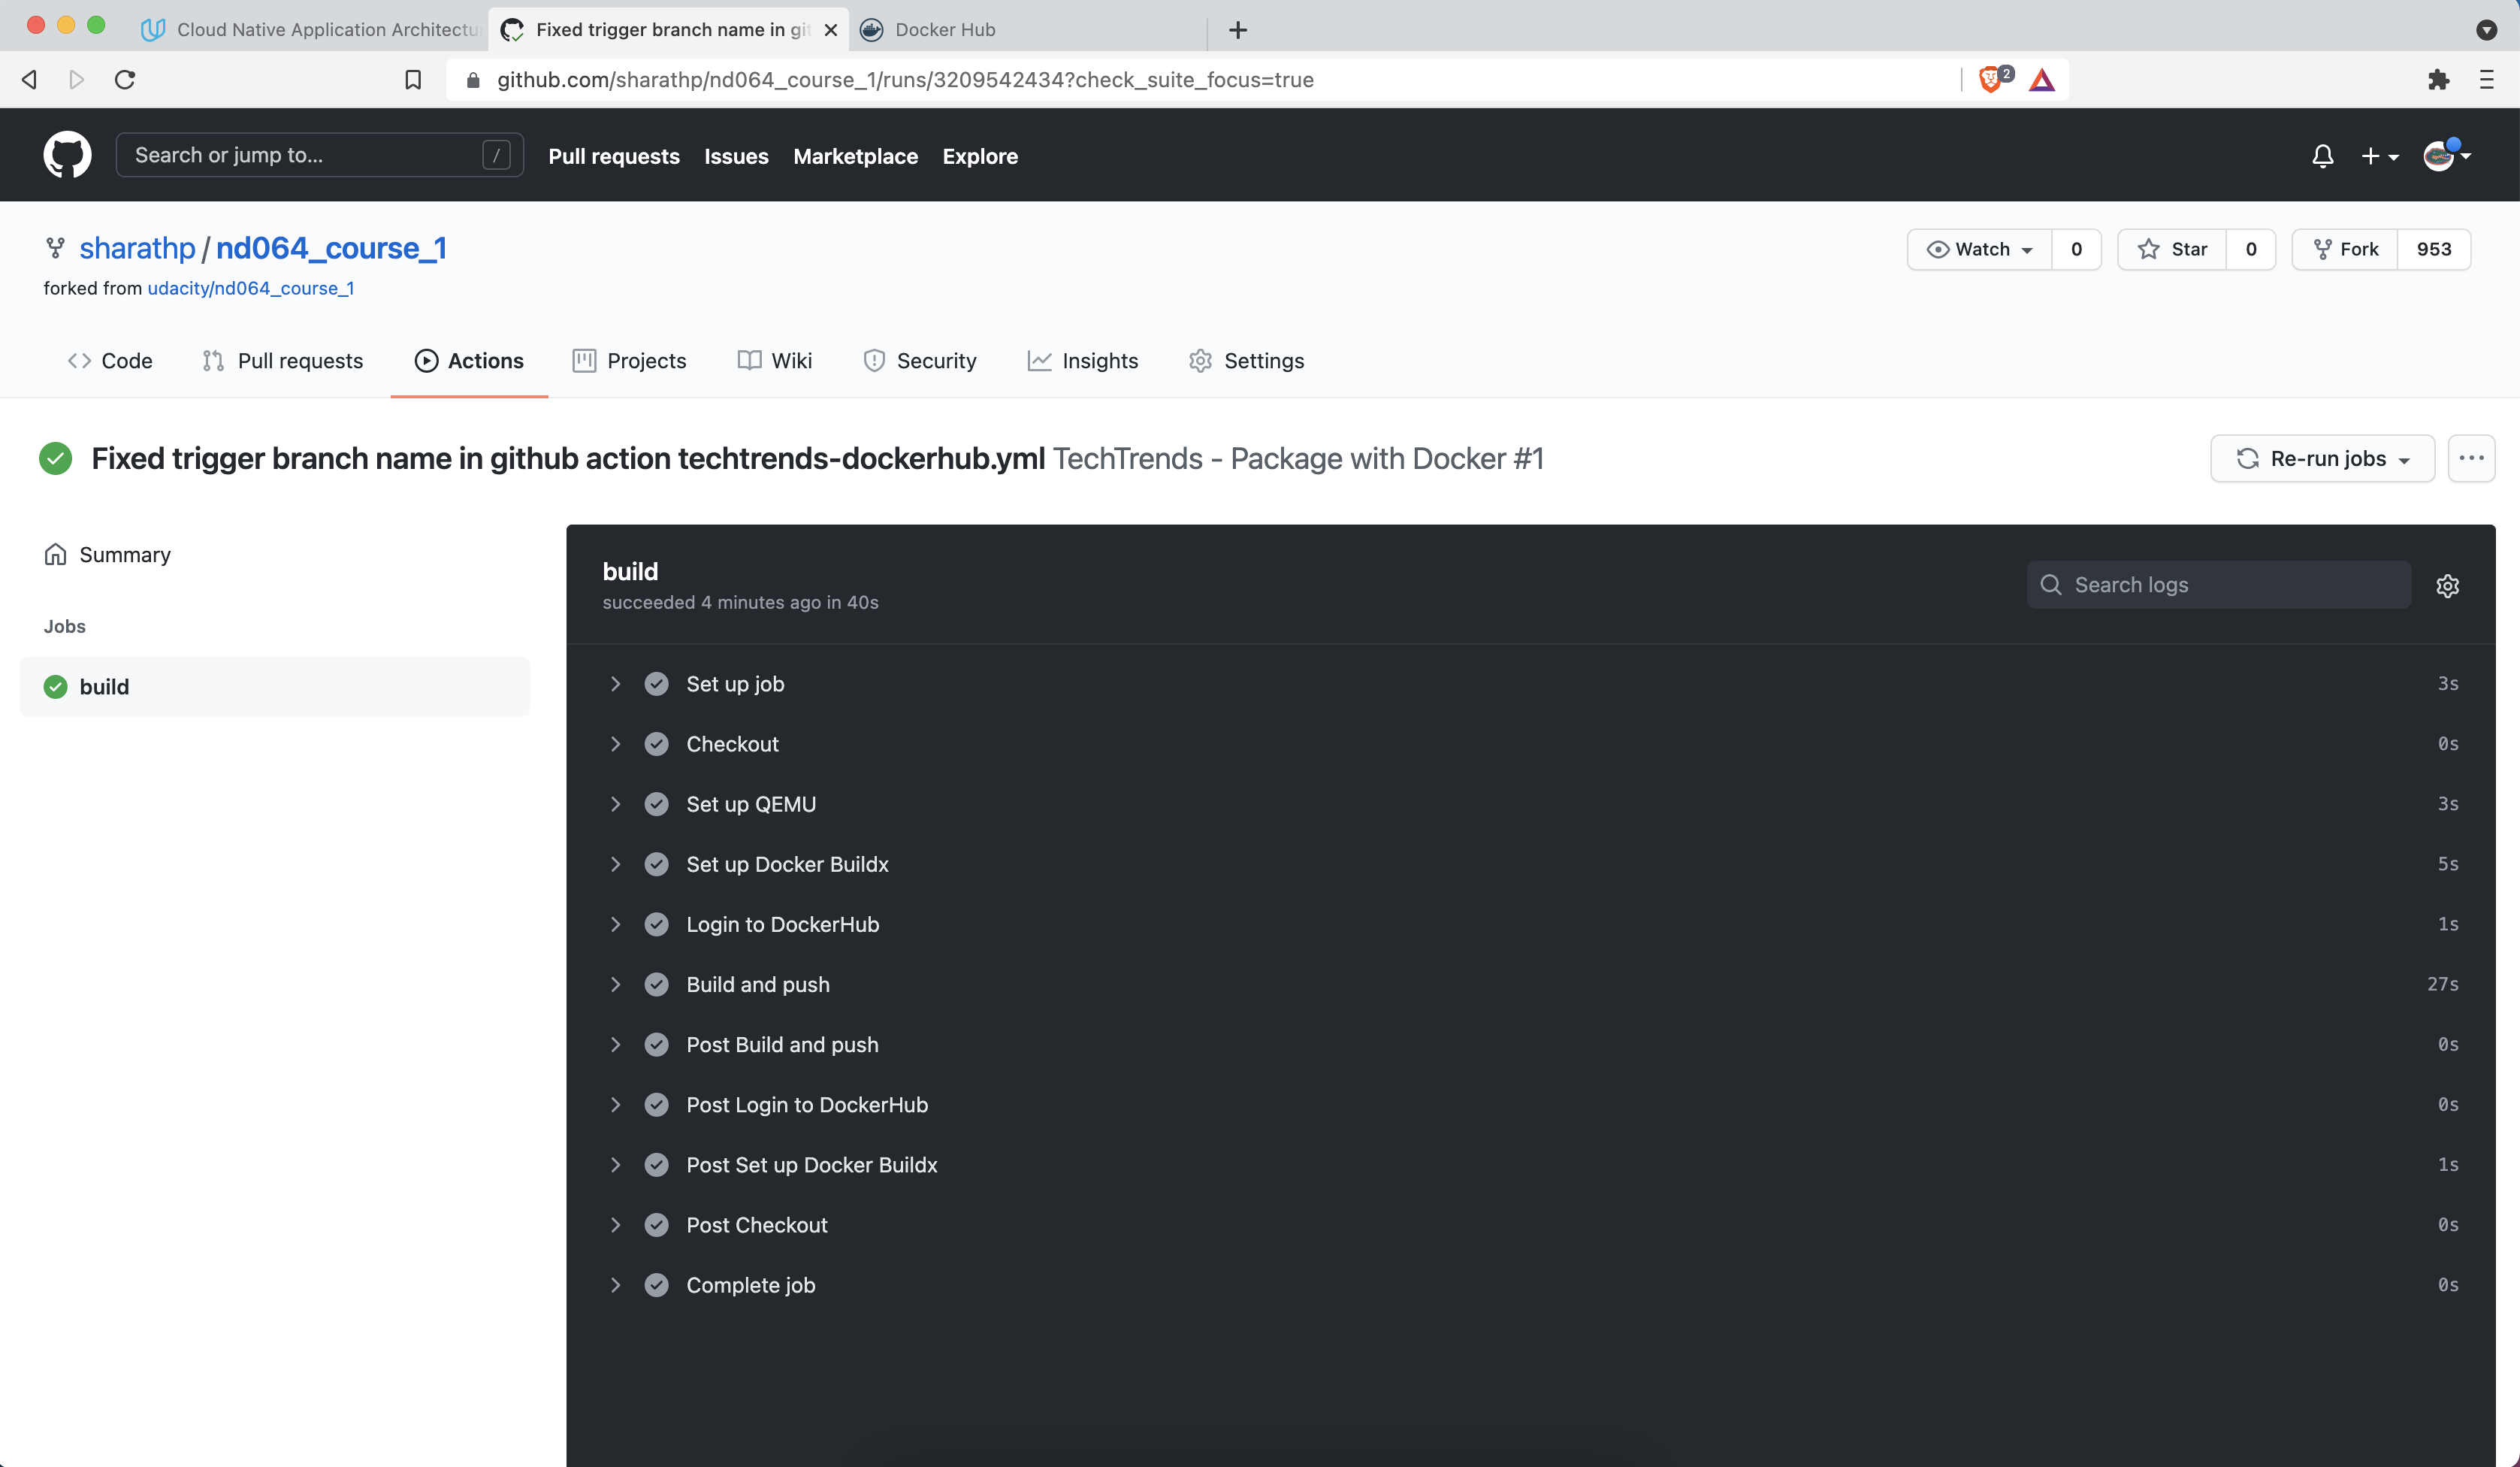 Cloud Native Application Architectu
Fixed trigger branch name in git
Docker Hub
github.com/sharathp/nd064_course_1/runs/3209542434?check_suite_focus=true
2
Search or jump to...
/
Pull requests
Issues
Marketplace
Explore
sharathp / nd064_course_1
forked from udacity/nd064_course_1
Watch 0
Star 0
Fork 953
Code
Pull requests
Actions
Projects
Wiki
Security
Insights
Settings
Fixed trigger branch name in github action techtrends-dockerhub.yml TechTrends - Package with Docker #1
Re-run jobs
Summary
Jobs
build
build
succeeded 4 minutes ago in 40s
Search logs
Set up job 3s
Checkout 0s
Set up QEMU 3s
Set up Docker Buildx 5s
Login to DockerHub 1s
Build and push 27s
Post Build and push 0s
Post Login to DockerHub 0s
Post Set up Docker Buildx 1s
Post Checkout 0s
Complete job 0s